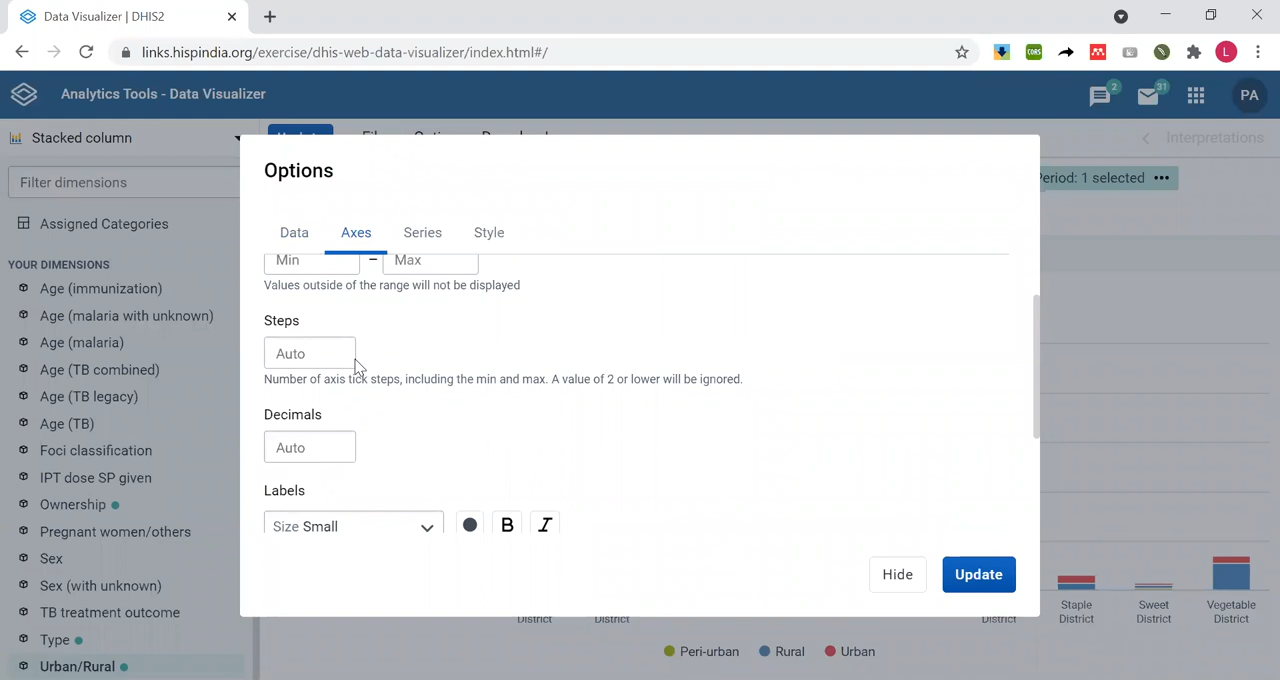 Data Visualizer | DHIS2
links.hispindia.org/exercise/dhis-web-data-visualizer/index.html#/
CORS
L
Analytics Tools - Data Visualizer
2
31
PA
Stacked column
Interpretations
Filter dimensions
Period: 1 selected
Assigned Categories
YOUR DIMENSIONS
Age (immunization)
Age (malaria with unknown)
Age (malaria)
Age (TB combined)
Age (TB legacy)
Age (TB)
Foci classification
IPT dose SP given
Ownership
Pregnant women/others
Sex
Sex (with unknown)
TB treatment outcome
Type
Urban/Rural
Options
Data
Axes
Series
Style
Min – Max
Values outside of the range will not be displayed
Steps
Auto
Number of axis tick steps, including the min and max. A value of 2 or lower will be ignored.
Decimals
Auto
Labels
Size Small
B I
Hide
Update
Staple District
Sweet District
Vegetable District
District
District
District
Peri-urban
Rural
Urban